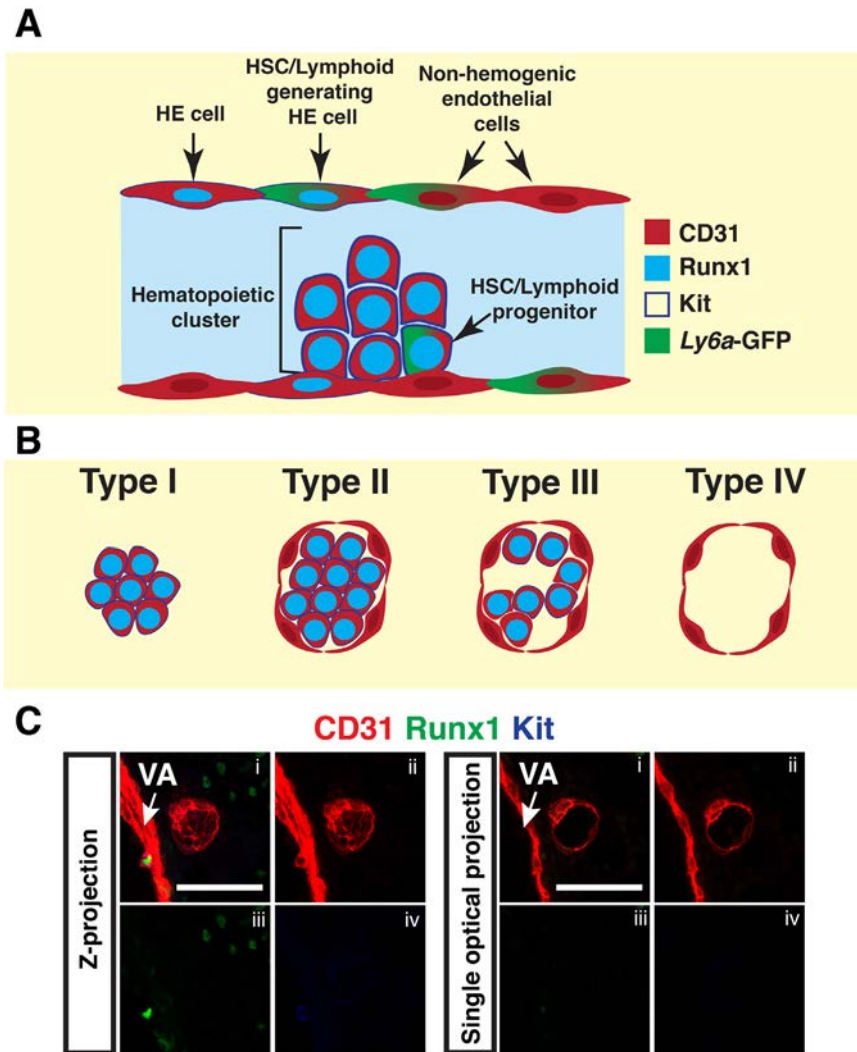 A
HSC/Lymphoid
generating
HE cell
HE cell
Non-hemogenic
endothelial
cells
Hematopoietic
cluster
HSC/Lymphoid
progenitor
CD31
Runx1
Kit
Ly6a-GFP
B
Type I
Type II
Type III
Type IV
C
CD31 Runx1 Kit
Z-projection
VA
i
ii
iii
iv
Single optical projection
VA
i
ii
iii
iv